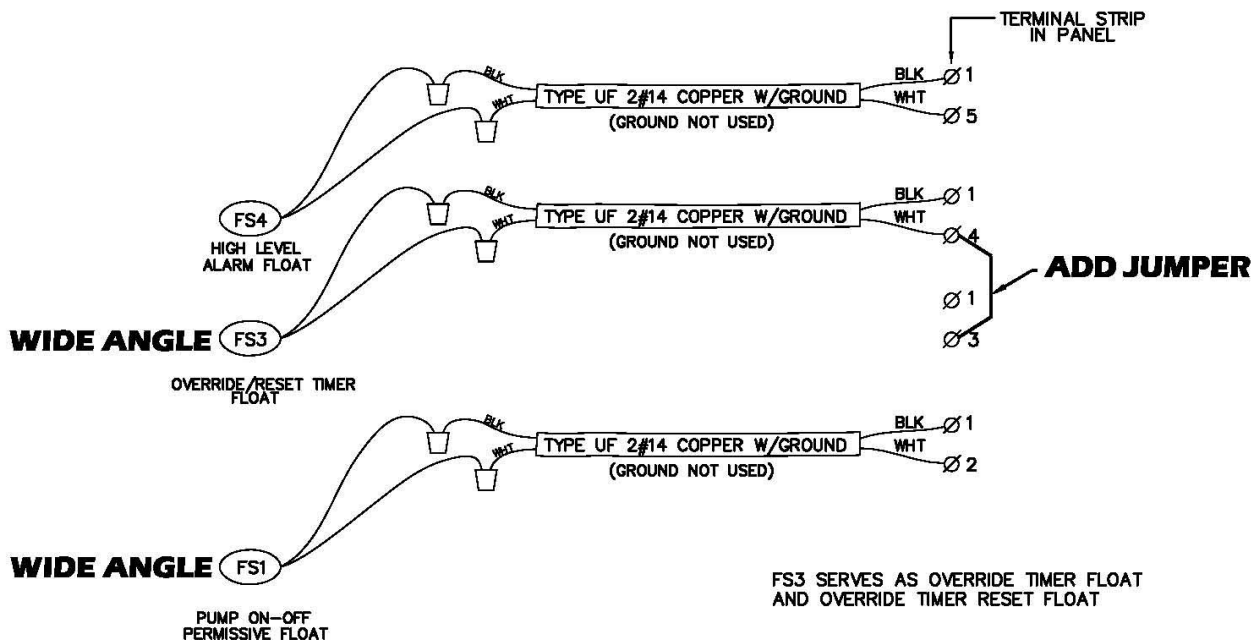 TERMINAL STRIP
IN PANEL
BLK
WHT
TYPE UF 2#14 COPPER W/GROUND
(GROUND NOT USED)
BLK
WHT
1
5
FS4
HIGH LEVEL
ALARM FLOAT
BLK
WHT
TYPE UF 2#14 COPPER W/GROUND
(GROUND NOT USED)
BLK
WHT
1
4
ADD JUMPER
1
3
WIDE ANGLE
FS3
OVERRIDE/RESET TIMER
FLOAT
BLK
WHT
TYPE UF 2#14 COPPER W/GROUND
(GROUND NOT USED)
BLK
WHT
1
2
WIDE ANGLE
FS1
PUMP ON-OFF
PERMISSIVE FLOAT
FS3 SERVES AS OVERRIDE TIMER FLOAT
AND OVERRIDE TIMER RESET FLOAT